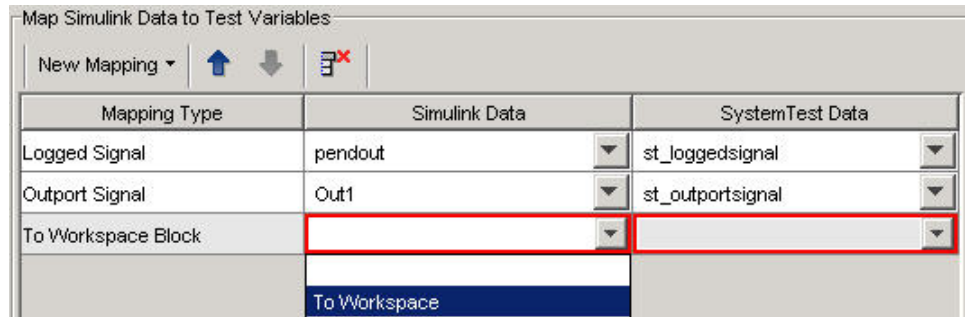 Map Simulink Data to Test Variables
New Mapping
Mapping Type Simulink Data SystemTest Data
Logged Signal pendout st_loggedsignal
Outport Signal Out1 st_outportsignal
To Workspace Block
To Workspace